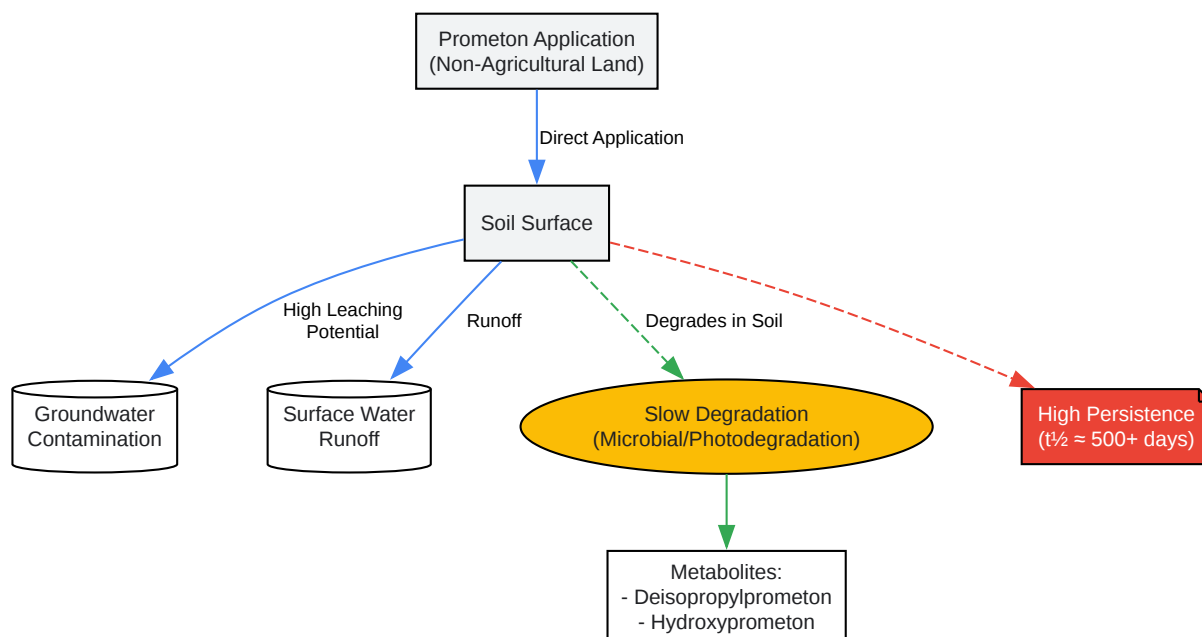 Prometon Application
(Non-Agricultural Land)
Direct Application
Soil Surface
High Leaching
Potential
Runoff
Degrades in Soil
Groundwater
Contamination
Surface Water
Runoff
Slow Degradation
(Microbial/Photodegradation)
High Persistence
(t½ ≈ 500+ days)
Metabolites:
- Deisopropylprometon
- Hydroxyprometon